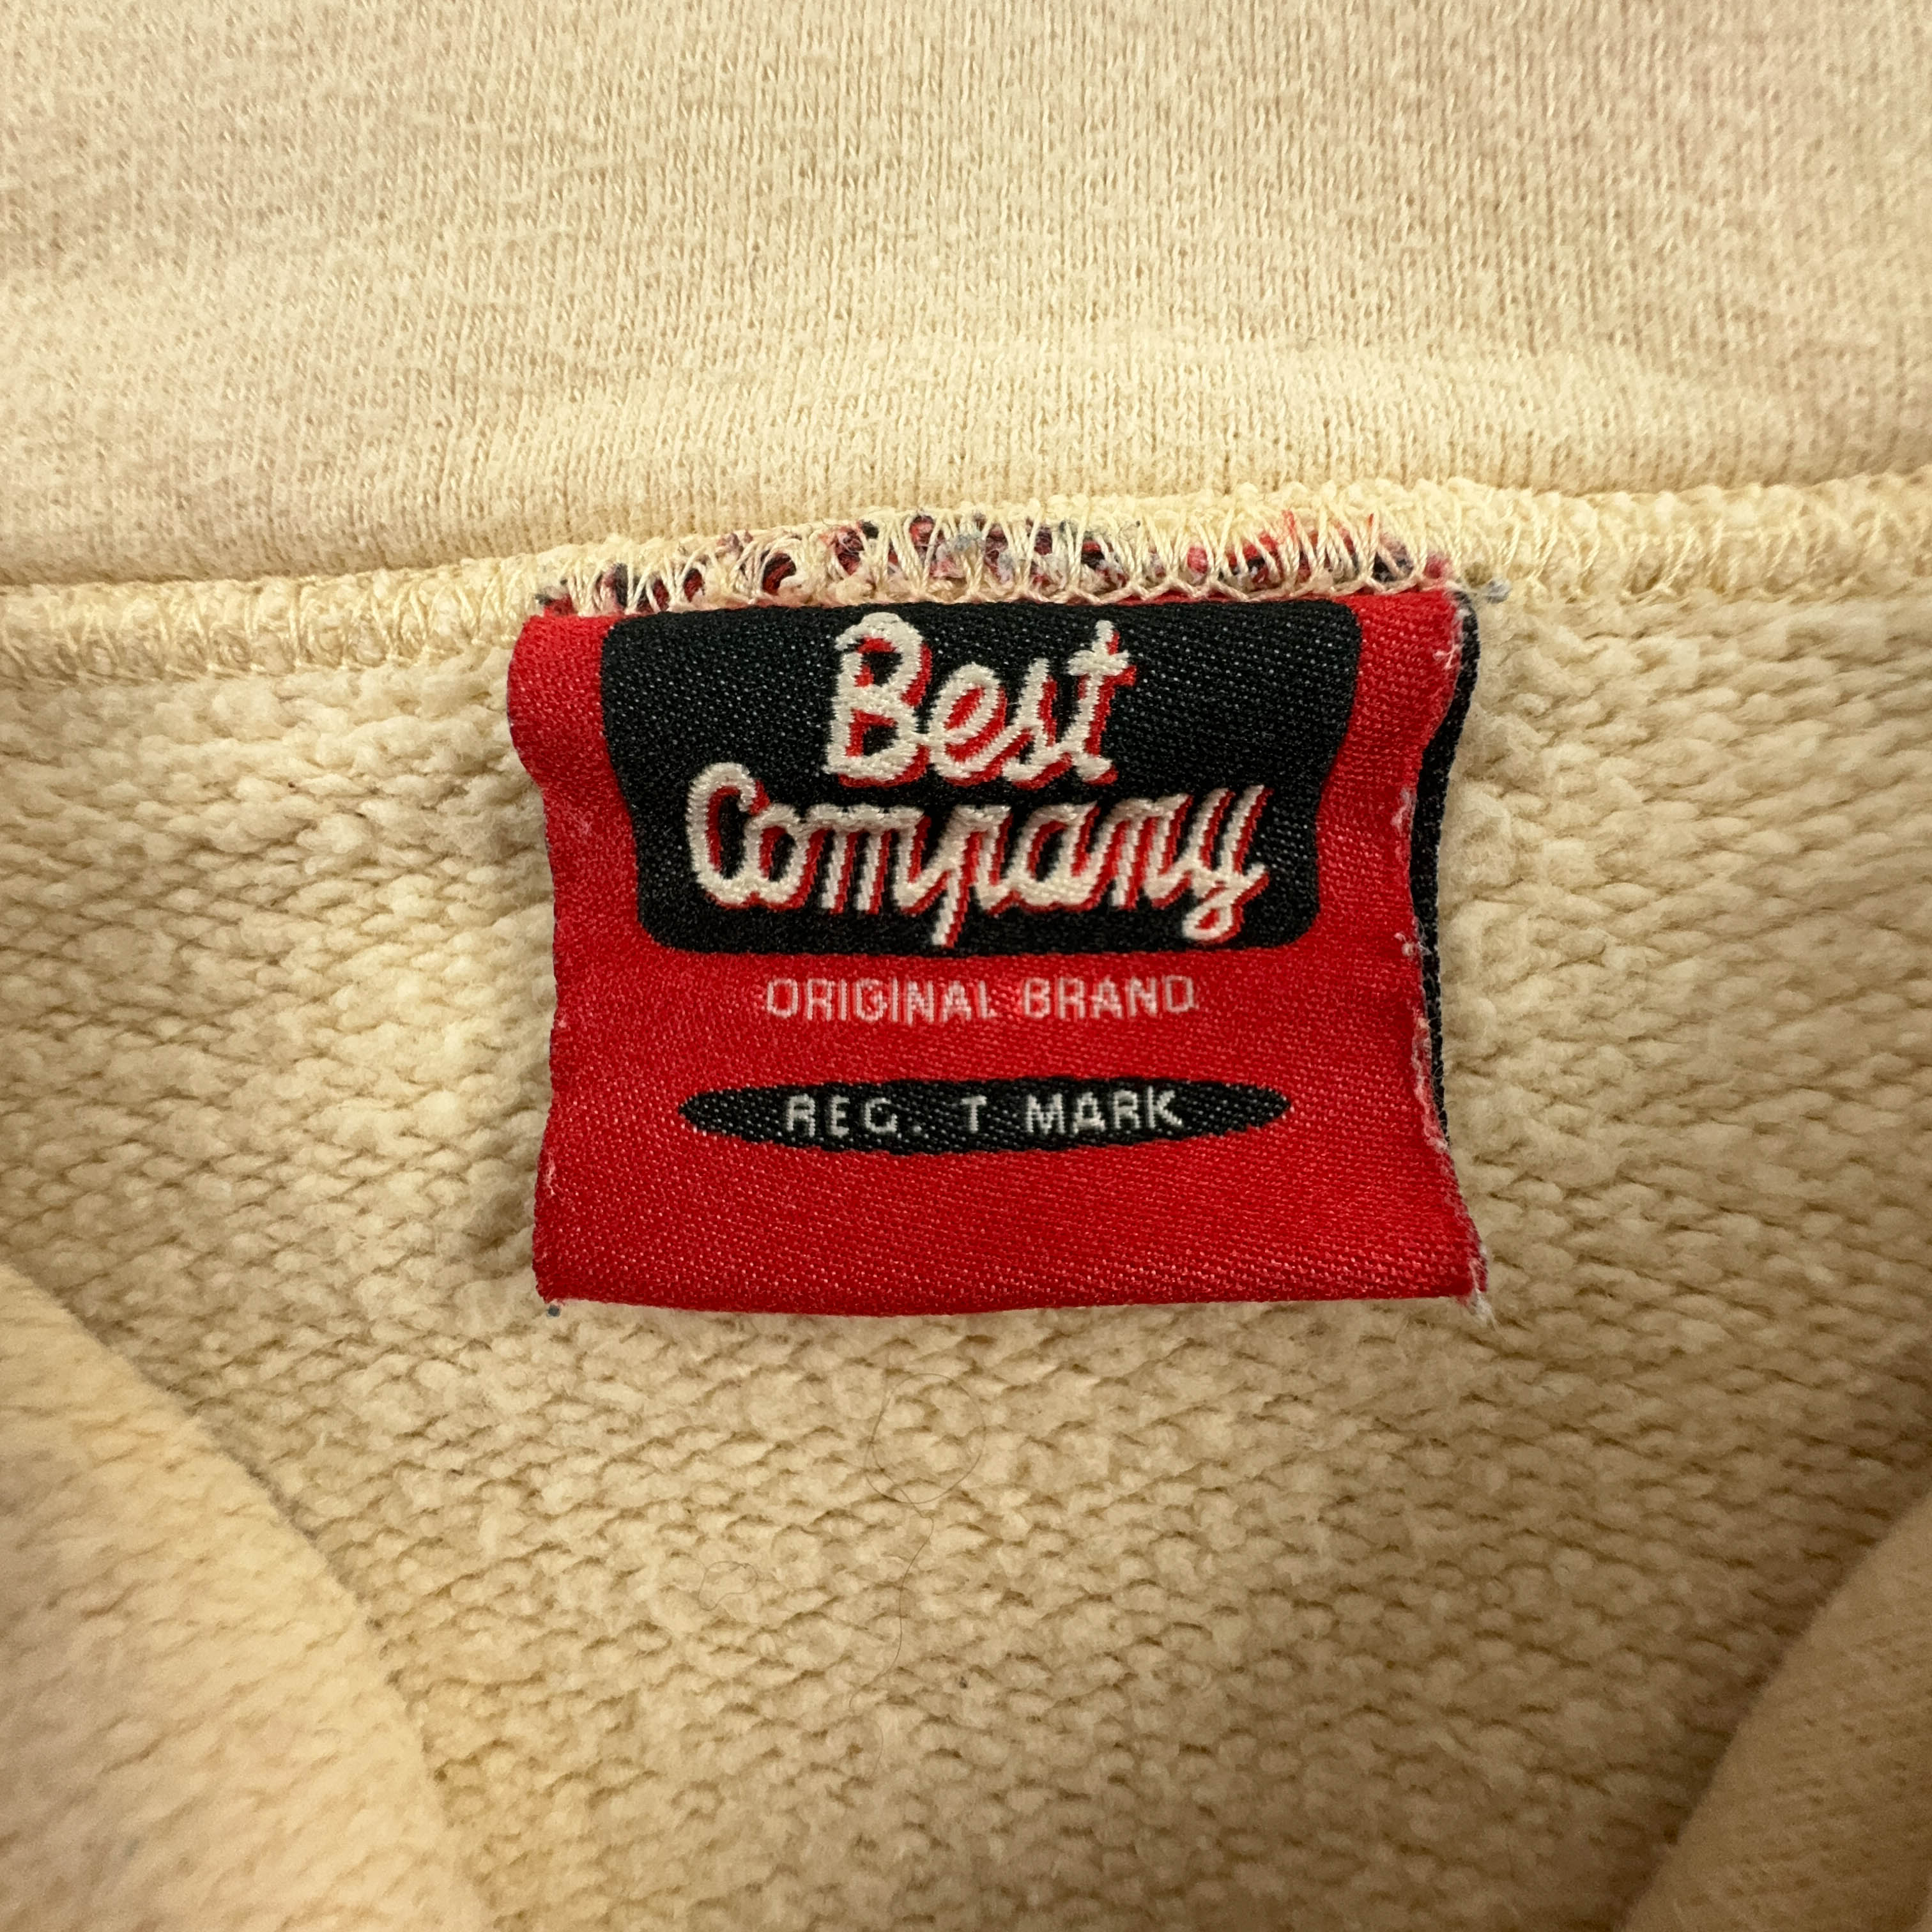 Best
Company
ORIGINAL BRAND
REG. T MARK